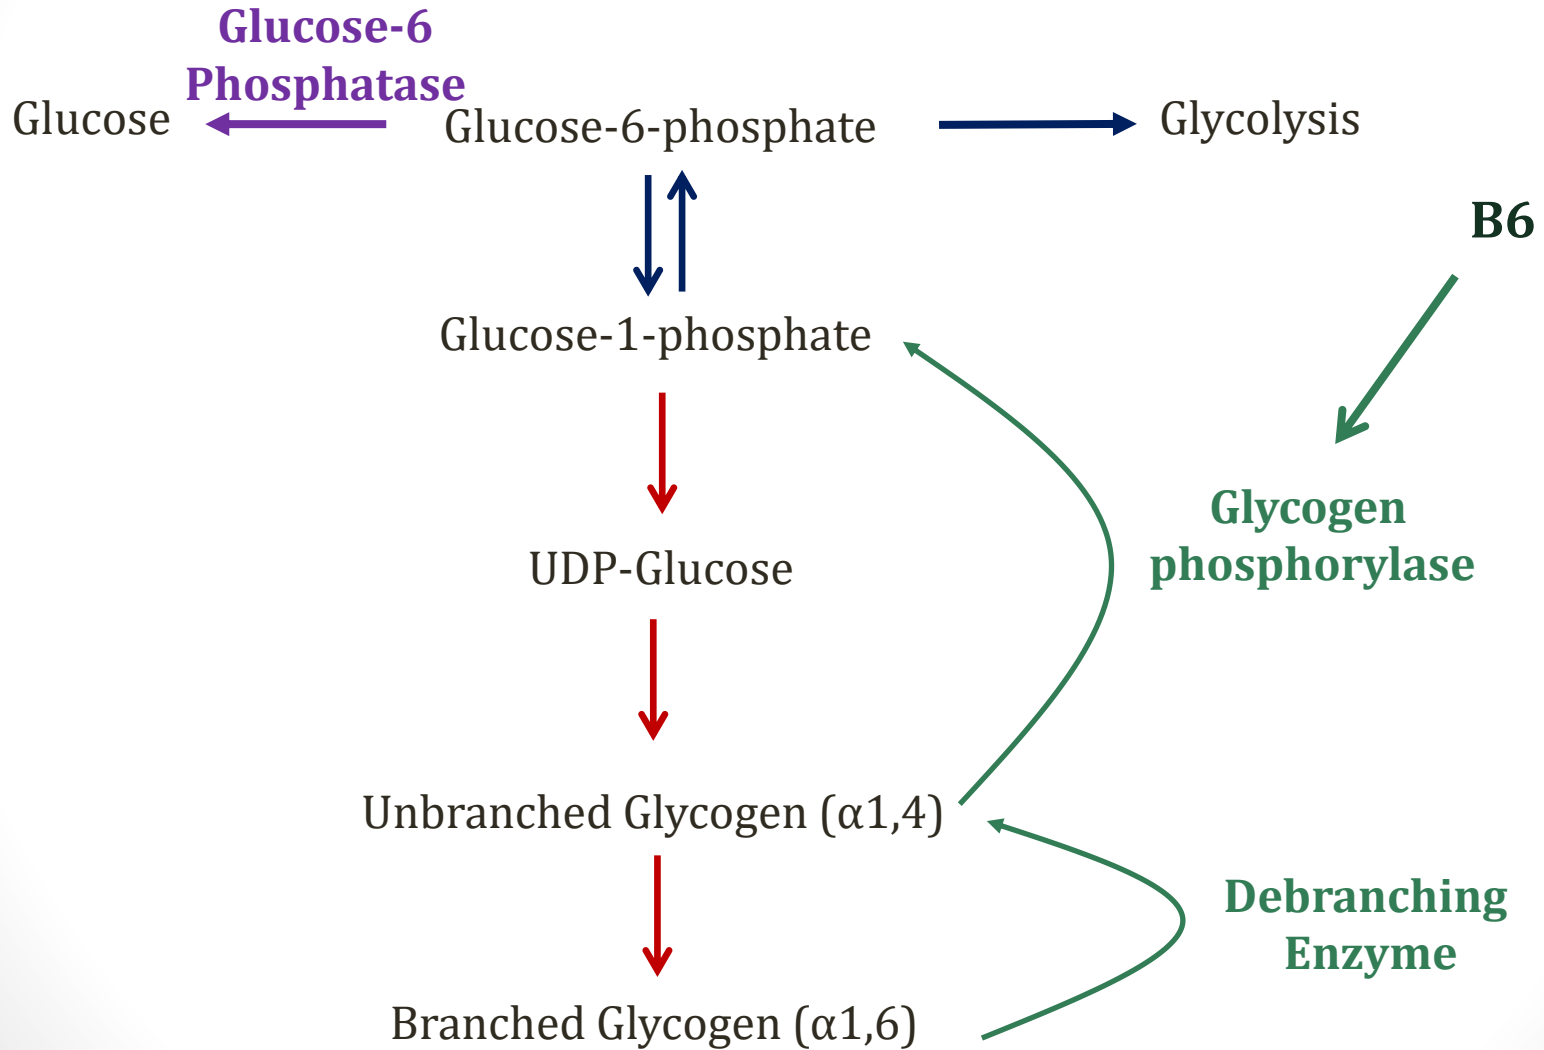 Glucose-6
Phosphatase
Glucose
Glucose-6-phosphate
Glycolysis
B6
Glucose-1-phosphate
Glycogen
phosphorylase
UDP-Glucose
Unbranched Glycogen (α1,4)
Debranching
Enzyme
Branched Glycogen (α1,6)